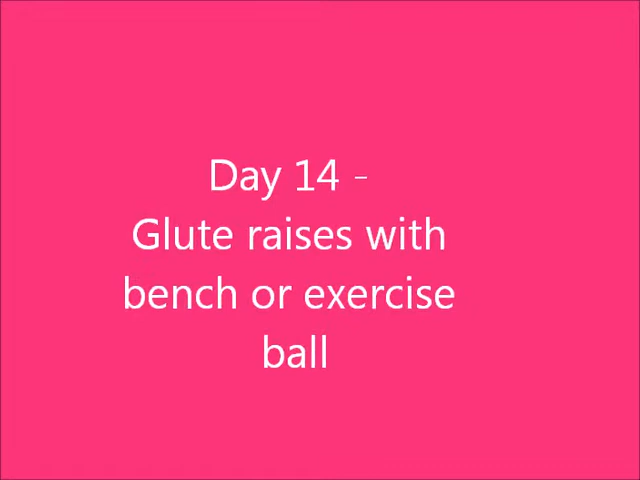 Day 14 -
Glute raises with
bench or exercise
ball